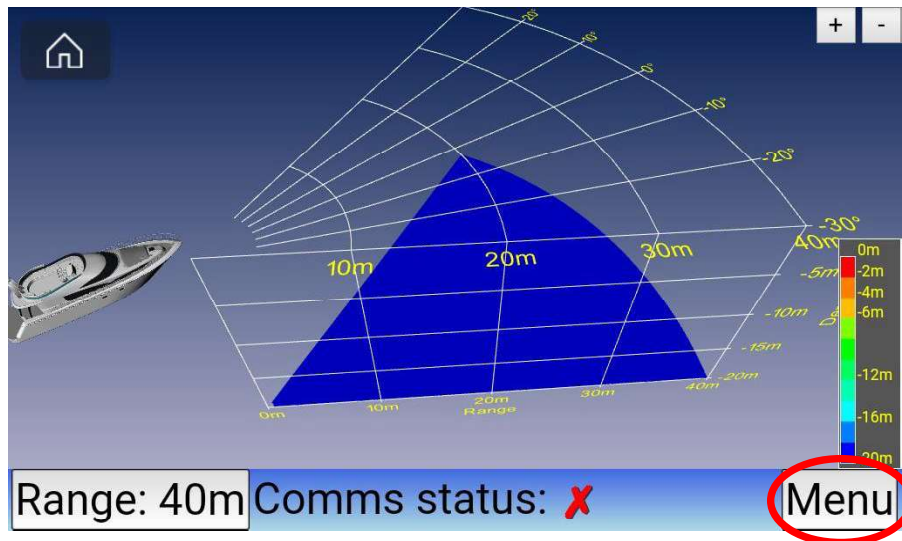 + -
20°
10°
0°
-10°
-20°
-30°
40m
10m 20m 30m
0m
-2m
-4m
-6m
-12m
-16m
-20m
-5m
-10m
-15m
-20m
0m 10m 20m 30m 40m
Range
Range: 40m Comms status: ✗ Menu